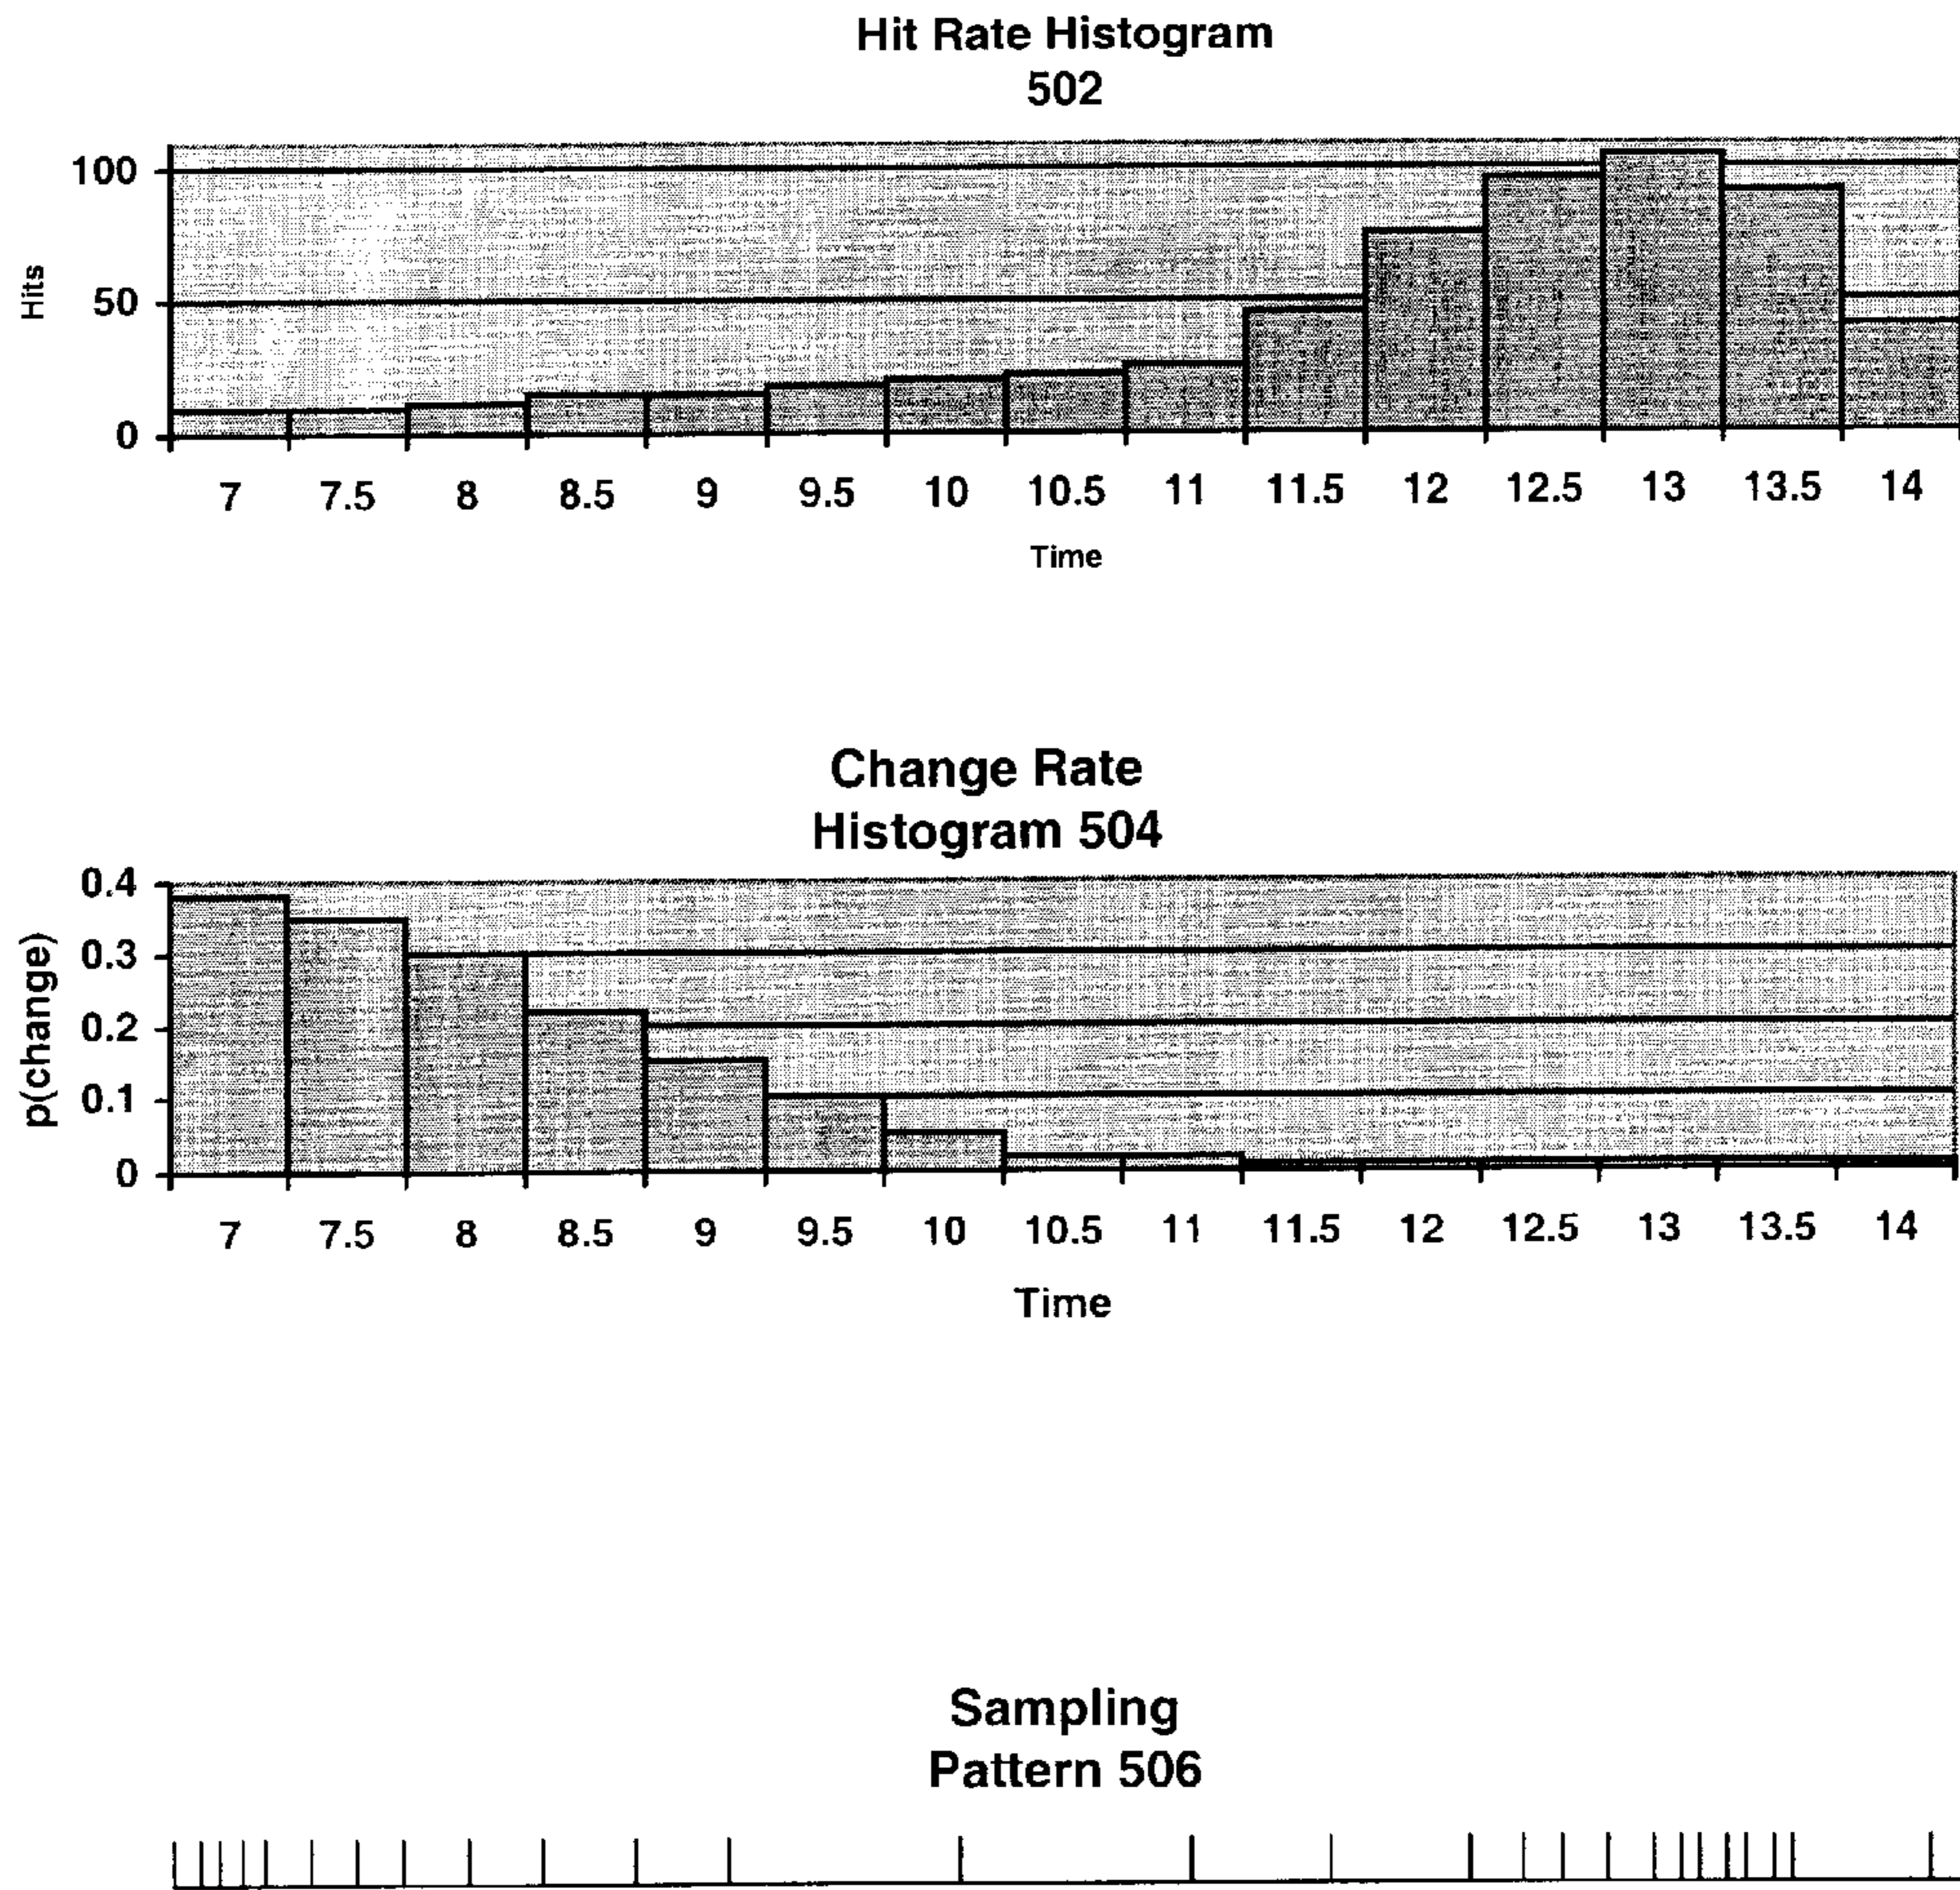 Hit Rate Histogram
502
Hits
100
50
0
7 7.5 8 8.5 9 9.5 10 10.5 11 11.5 12 12.5 13 13.5 14
Time
Change Rate
Histogram 504
p(change)
0.4
0.3
0.2
0.1
0
7 7.5 8 8.5 9 9.5 10 10.5 11 11.5 12 12.5 13 13.5 14
Time
Sampling
Pattern 506